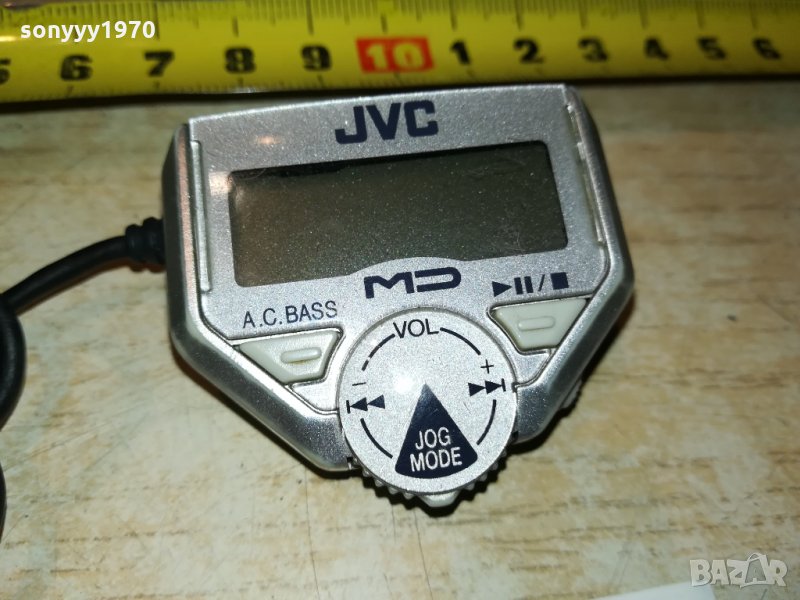 sonyyy1970
5 6 7 8 9 10 1 2 3 4 5 6
JVC
MD
A.C.BASS
VOL
- +
JOG
MODE
BAZAR